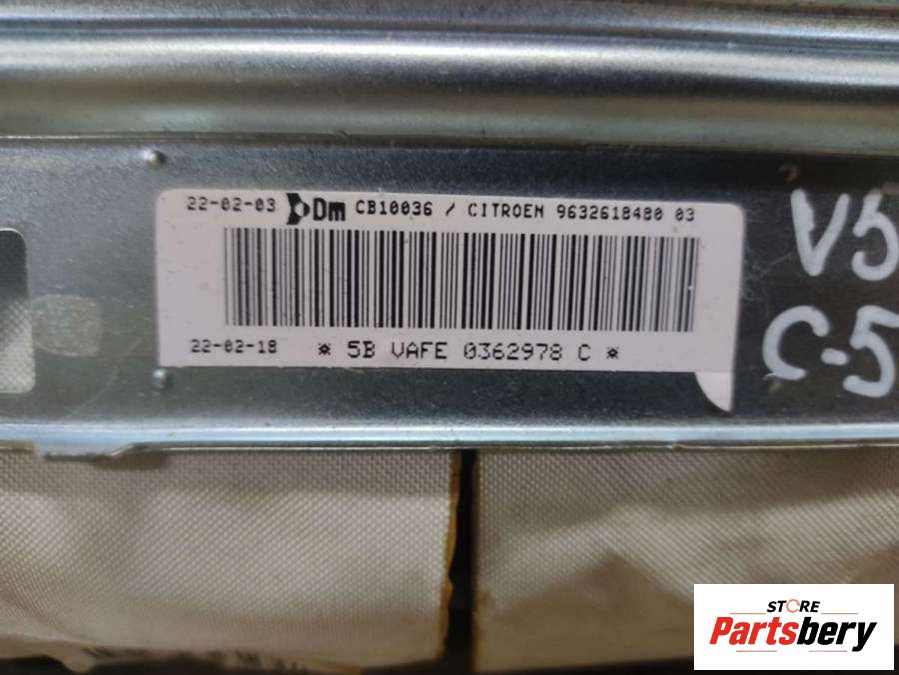 22-02-03 Dm CB10036 / CITROEN 9632618480 03
22-02-18 * 5B VAFE 0362978 C *
V5
C-5
STORE
Partsbery